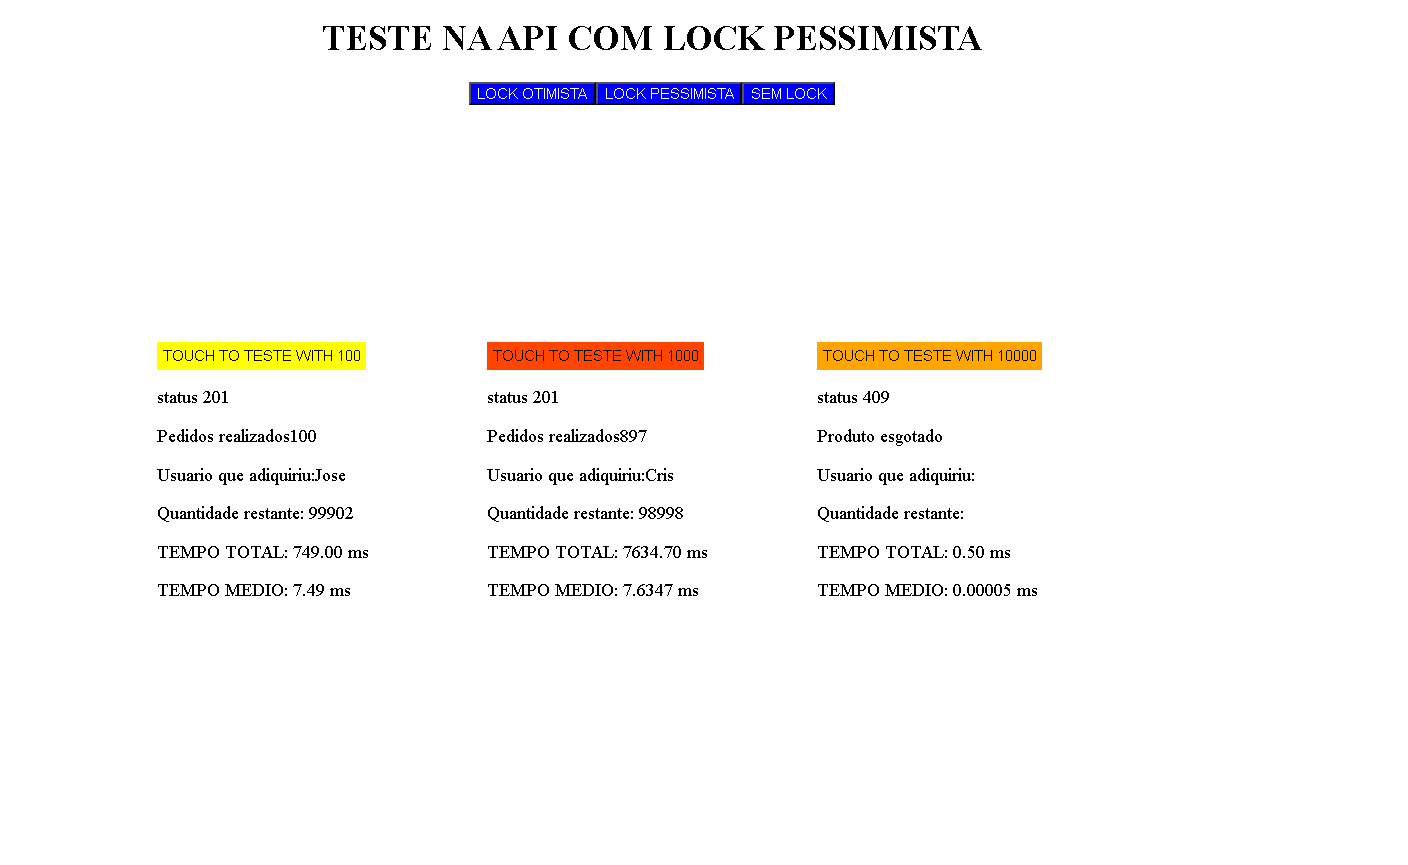 TESTE NA API COM LOCK PESSIMISTA
LOCK OTIMISTA LOCK PESSIMISTA SEM LOCK
TOUCH TO TESTE WITH 100
status 201
Pedidos realizados100
Usuario que adiquiriu:Jose
Quantidade restante: 99902
TEMPO TOTAL: 749.00 ms
TEMPO MEDIO: 7.49 ms
TOUCH TO TESTE WITH 1000
status 201
Pedidos realizados897
Usuario que adiquiriu:Cris
Quantidade restante: 98998
TEMPO TOTAL: 7634.70 ms
TEMPO MEDIO: 7.6347 ms
TOUCH TO TESTE WITH 10000
status 409
Produto esgotado
Usuario que adiquiriu:
Quantidade restante:
TEMPO TOTAL: 0.50 ms
TEMPO MEDIO: 0.00005 ms